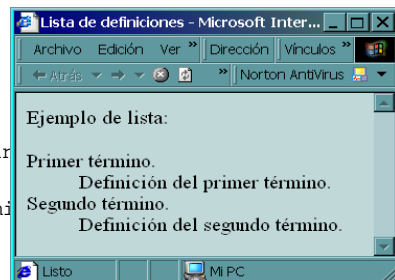 Lista de definiciones - Microsoft Inter...
Archivo Edición Ver » Dirección Vínculos »
Atrás » Norton AntiVirus
Ejemplo de lista:
Primer término.
Definición del primer término.
Segundo término.
Definición del segundo término.
Listo Mi PC